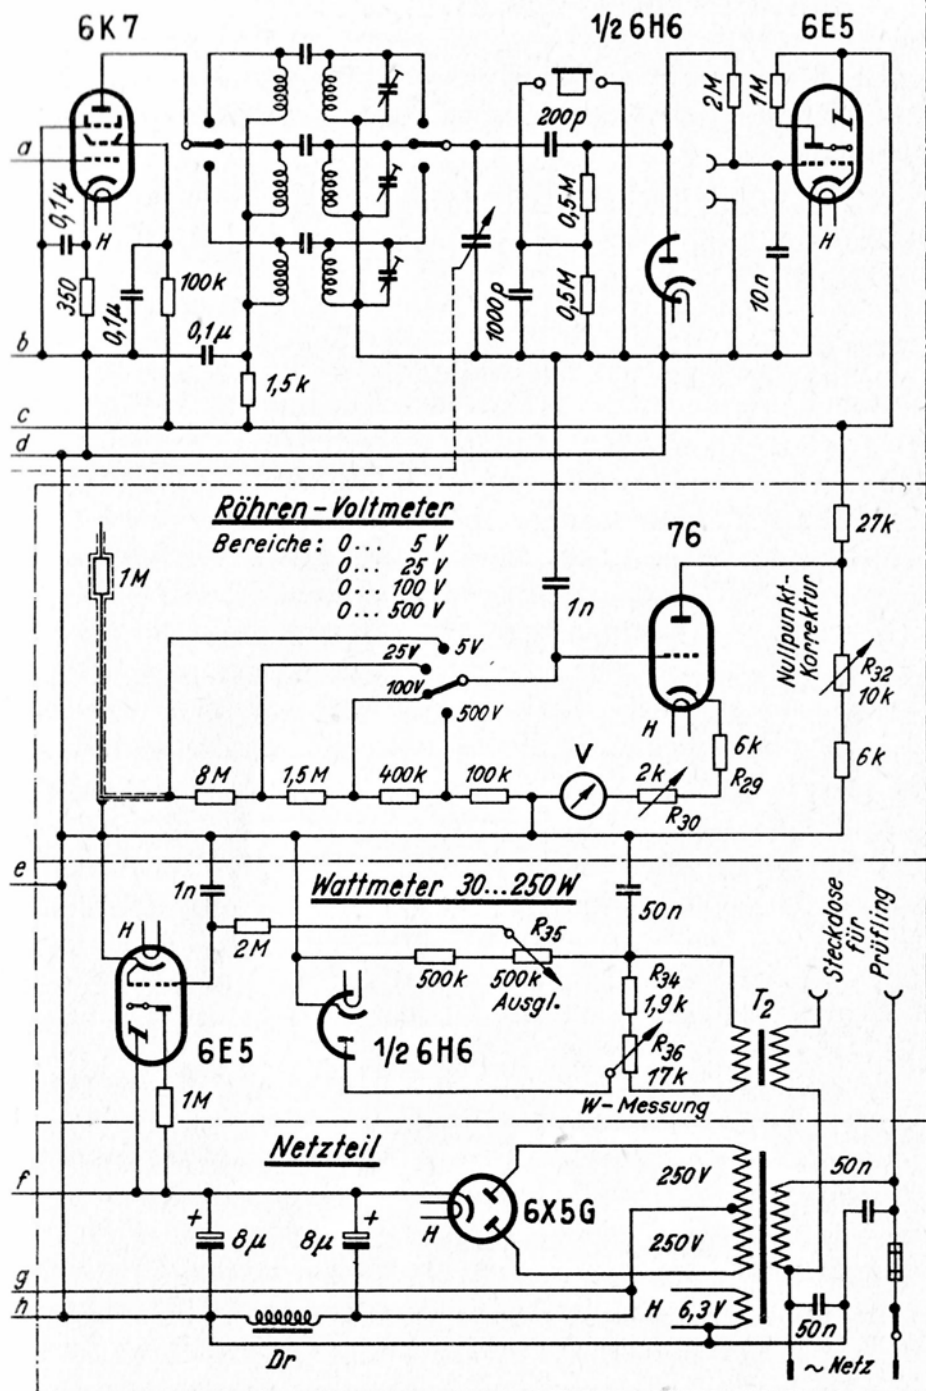 6K7
1/2 6H6
6E5
a
200p
2M
1M
0,1µ
H
350
0,1µ
100k
0,1µ
1000p
0,5M
0,5M
10n
H
b
1,5k
c
d
Röhren-Voltmeter
Bereiche: 0... 5 V
0... 25 V
0... 100 V
0... 500 V
76
27k
1M
1n
Nullpunkt-
Korrektur
R32
10k
5V
25V
100V
500V
H
V
6k
R29
6k
8M
1,5M
400k
100k
2k
R30
e
1n
Wattmeter 30...250W
50n
Steckdose
für
Prüfling
H
2M
R35
500k
500k
Ausgl.
R34
1,9k
T2
6E5
1/2 6H6
R36
17k
1M
W-Messung
Netzteil
250V
50n
f
6X5G
H
+
8µ
8µ
+
250V
g
h
H
6,3V
50n
Dr
~ Netz